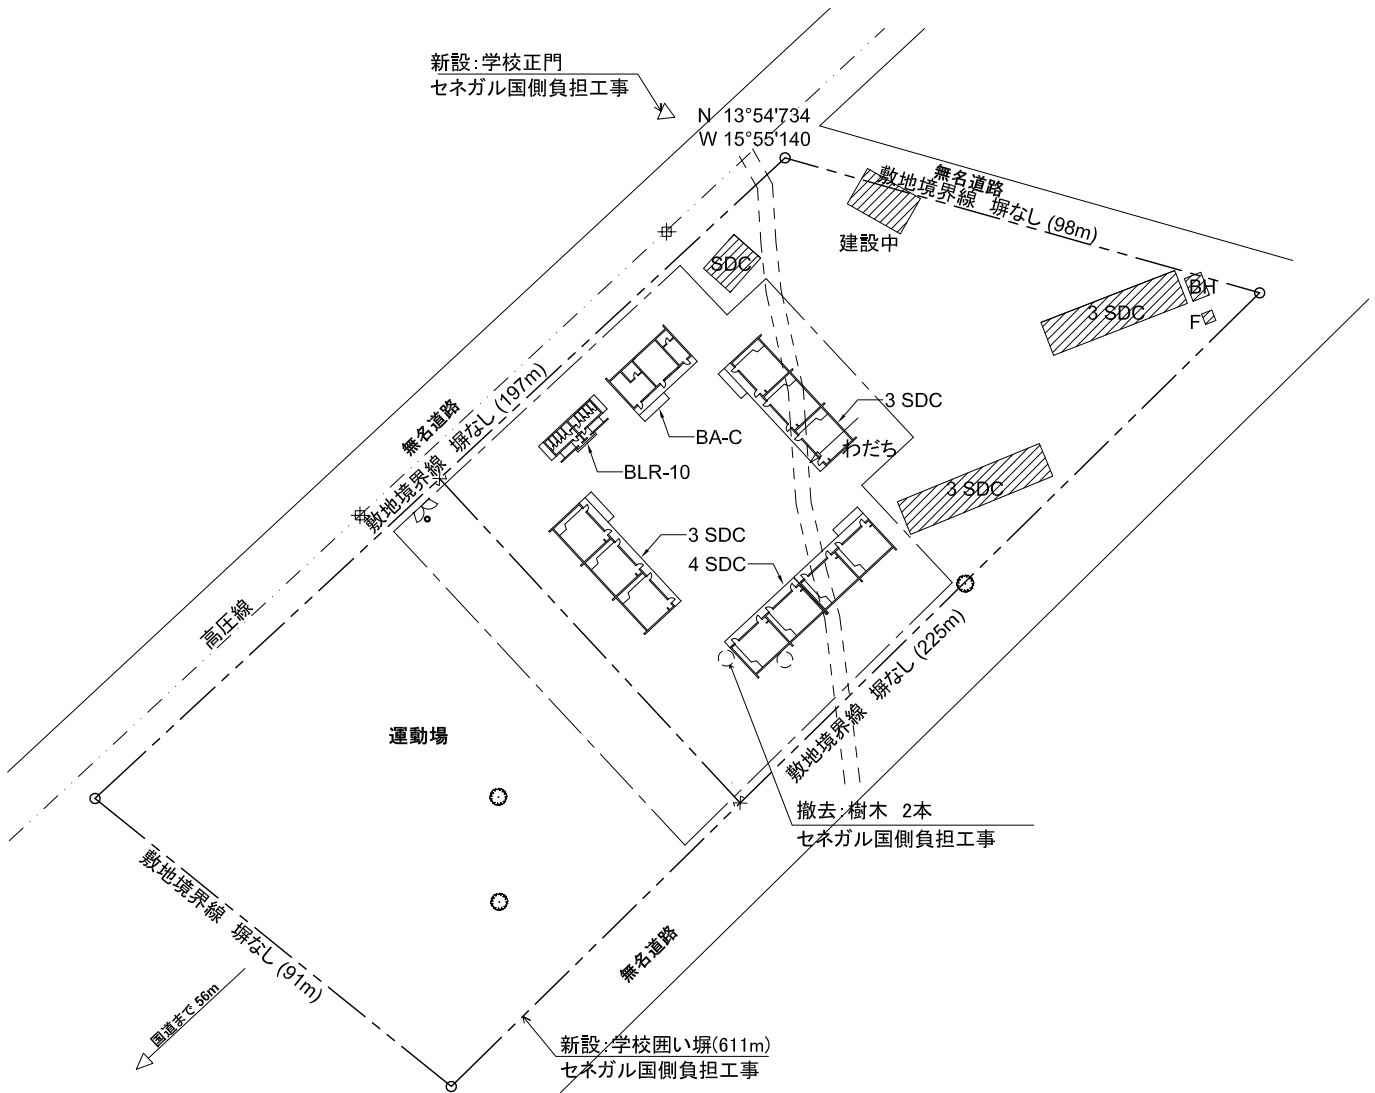 新設:学校正門
セネガル国側負担工事
N 13°54'734
W 15°55'140
無名道路
敷地境界線 塀なし (98m)
建設中
SDC
BH
3 SDC
F
無名道路
敷地境界線 塀なし (197m)
3 SDC
BA-C
わだち
BLR-10
3 SDC
3 SDC
4 SDC
高圧線
敷地境界線 塀なし (225m)
運動場
撤去:樹木 2本
セネガル国側負担工事
敷地境界線 塀なし (91m)
無名道路
国道まで 56m
新設:学校囲い塀(611m)
セネガル国側負担工事